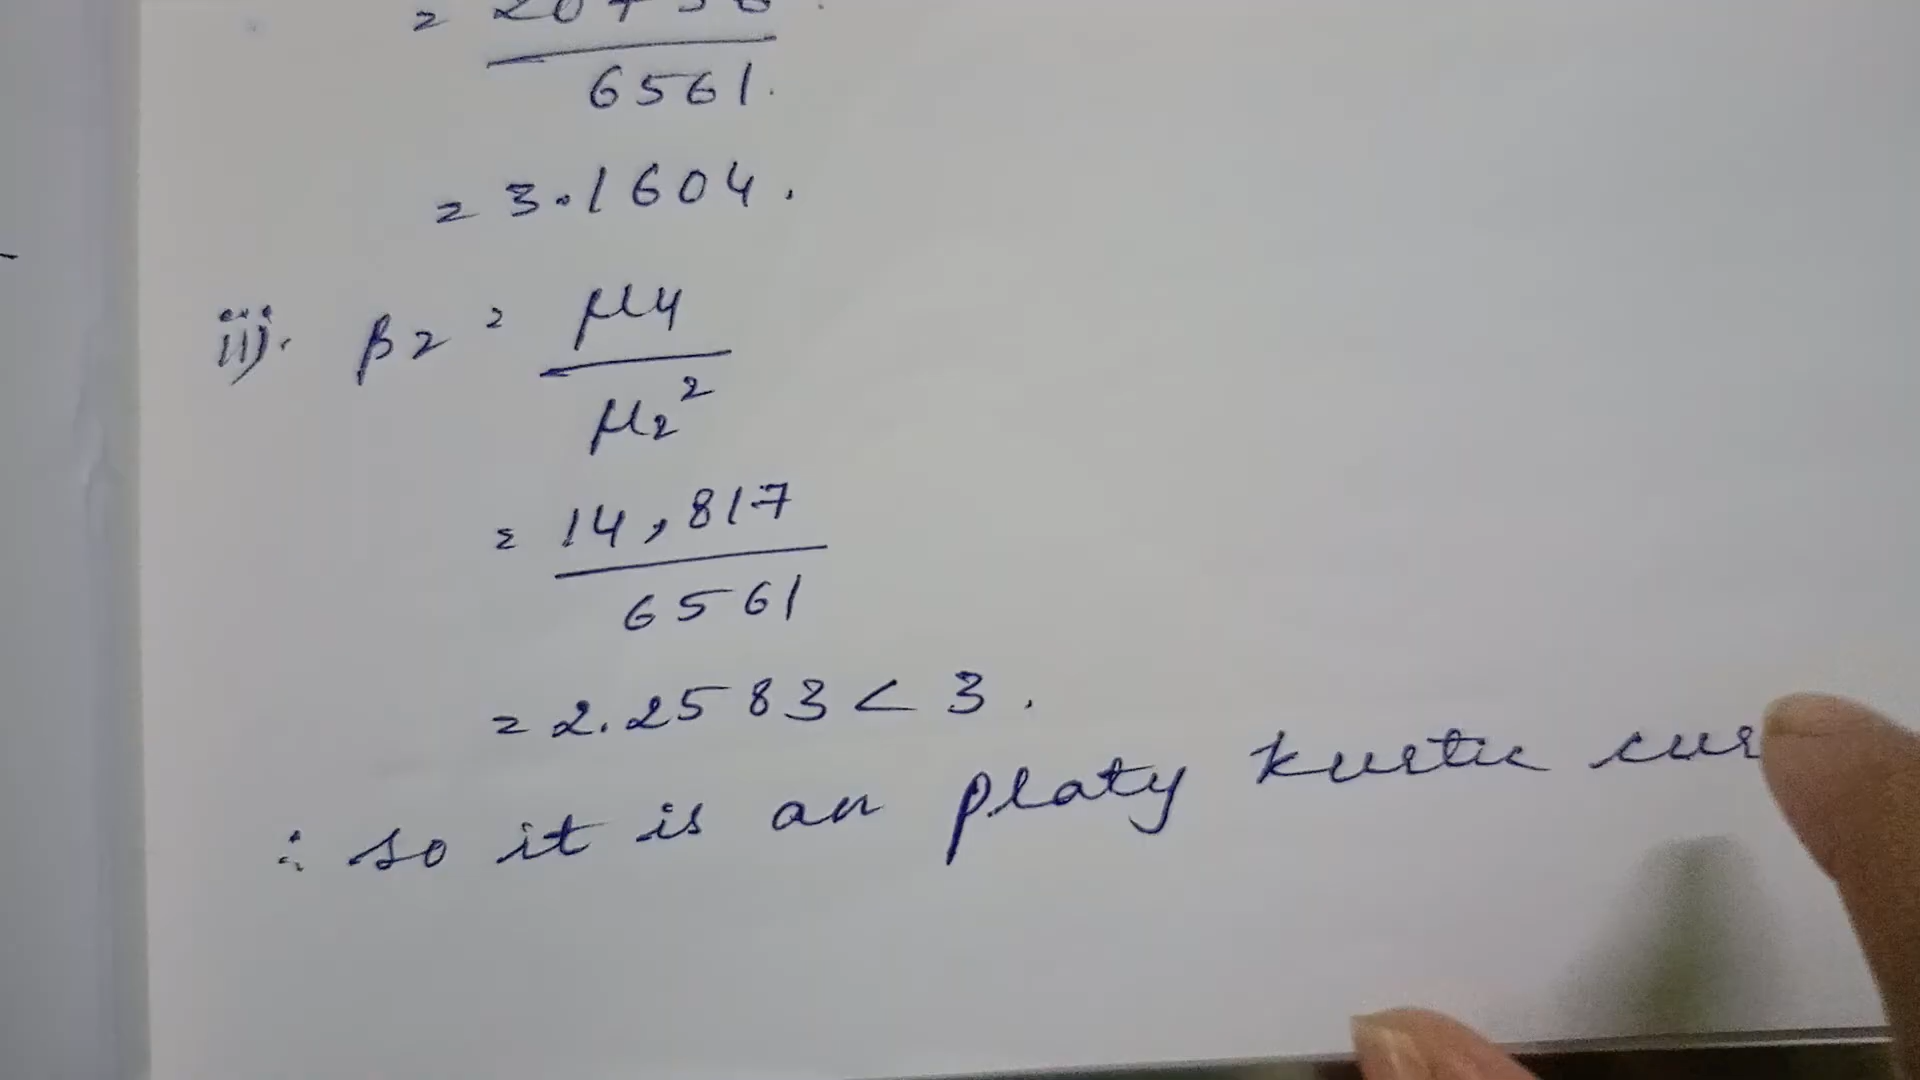 =
6561.
= 3.1604.
iii). β2 = μ4
μ2²
= 14,817
6561
= 2.2583 < 3.
∴ so it is an platy kurtic cur